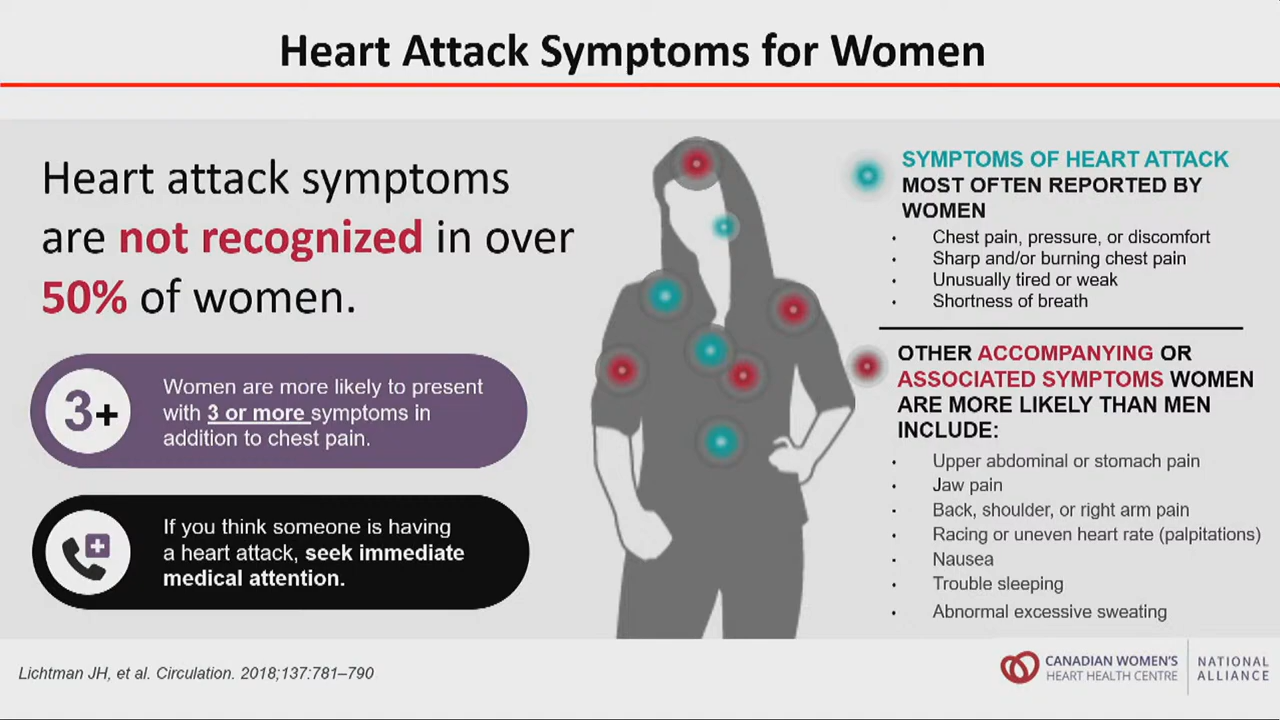 Heart Attack Symptoms for Women
Heart attack symptoms
are not recognized in over
50% of women.
3+
Women are more likely to present
with 3 or more symptoms in
addition to chest pain.
If you think someone is having
a heart attack, seek immediate
medical attention.
SYMPTOMS OF HEART ATTACK
MOST OFTEN REPORTED BY
WOMEN
· Chest pain, pressure, or discomfort
· Sharp and/or burning chest pain
· Unusually tired or weak
· Shortness of breath
OTHER ACCOMPANYING OR
ASSOCIATED SYMPTOMS WOMEN
ARE MORE LIKELY THAN MEN
INCLUDE:
· Upper abdominal or stomach pain
· Jaw pain
· Back, shoulder, or right arm pain
· Racing or uneven heart rate (palpitations)
· Nausea
· Trouble sleeping
· Abnormal excessive sweating
Lichtman JH, et al. Circulation. 2018;137:781–790
CANADIAN WOMEN'S
HEART HEALTH CENTRE
NATIONAL
ALLIANCE